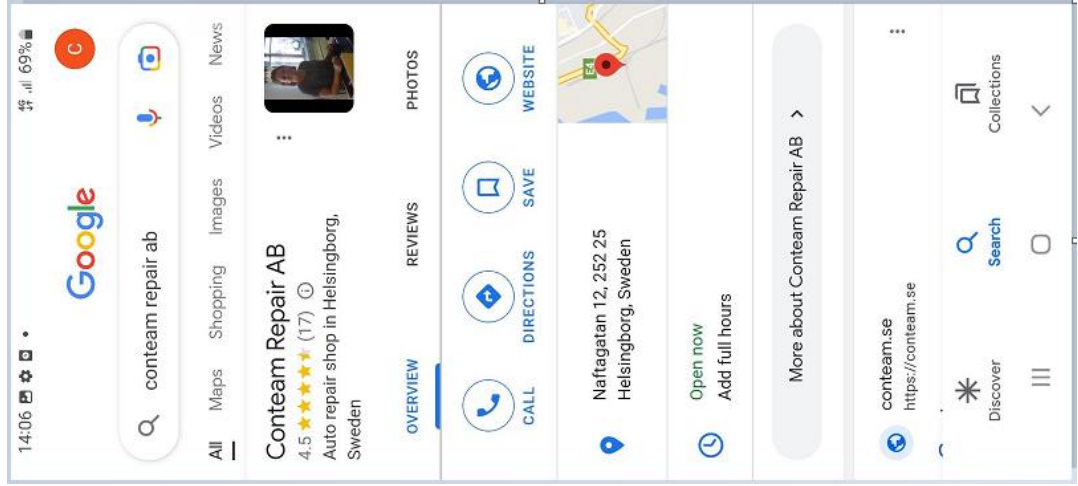 14:06
4G 69%
Google
C
conteam repair ab
All Maps Shopping Images Videos News
Conteam Repair AB
4.5 (17)
Auto repair shop in Helsingborg,
Sweden
OVERVIEW REVIEWS PHOTOS
CALL DIRECTIONS SAVE WEBSITE
Naftagatan 12, 252 25
Helsingborg, Sweden
E4
Open now
Add full hours
More about Conteam Repair AB
conteam.se
https://conteam.se
Discover Search Collections